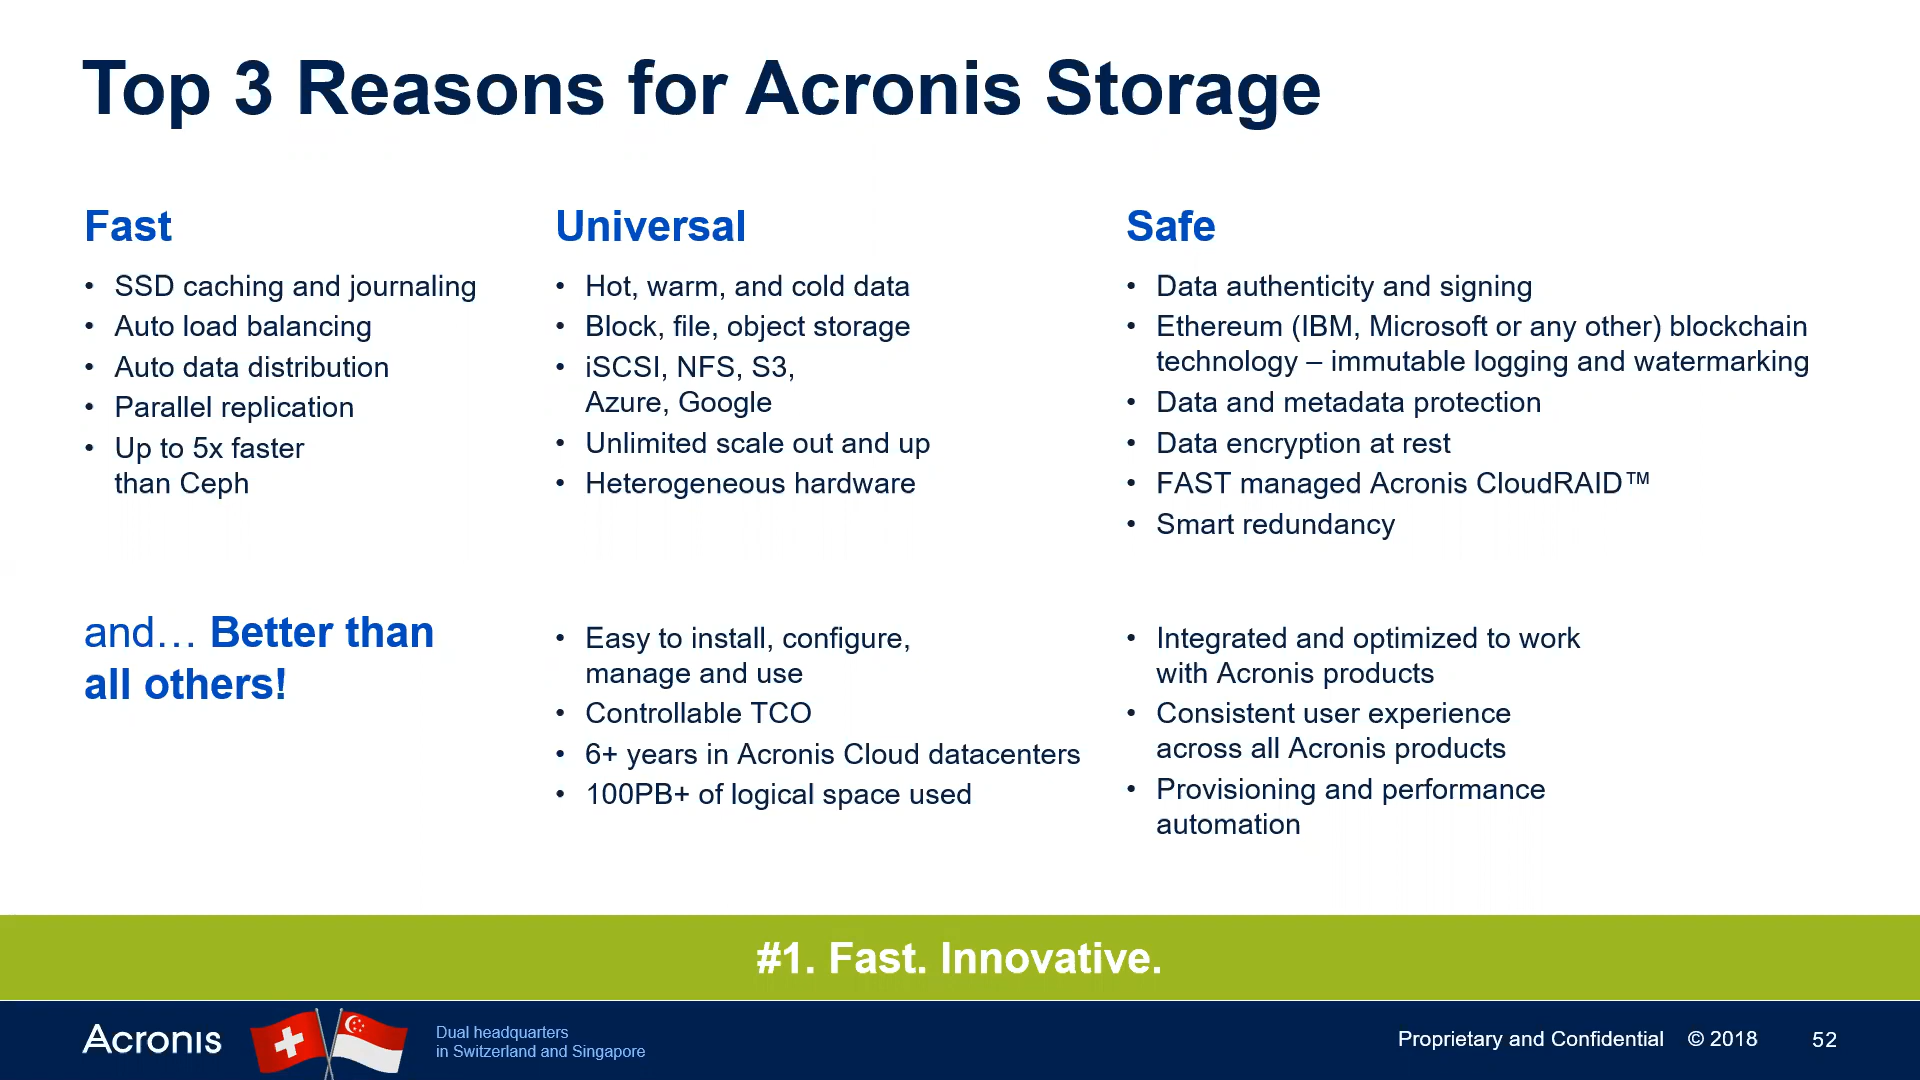 Top 3 Reasons for Acronis Storage
Fast
• SSD caching and journaling
• Auto load balancing
• Auto data distribution
• Parallel replication
• Up to 5x faster
than Ceph
Universal
• Hot, warm, and cold data
• Block, file, object storage
• iSCSI, NFS, S3,
Azure, Google
• Unlimited scale out and up
• Heterogeneous hardware
Safe
• Data authenticity and signing
• Ethereum (IBM, Microsoft or any other) blockchain
technology – immutable logging and watermarking
• Data and metadata protection
• Data encryption at rest
• FAST managed Acronis CloudRAID™
• Smart redundancy
and… Better than
all others!
• Easy to install, configure,
manage and use
• Controllable TCO
• 6+ years in Acronis Cloud datacenters
• 100PB+ of logical space used
• Integrated and optimized to work
with Acronis products
• Consistent user experience
across all Acronis products
• Provisioning and performance
automation
#1. Fast. Innovative.
Acronis
Dual headquarters
in Switzerland and Singapore
Proprietary and Confidential © 2018 52